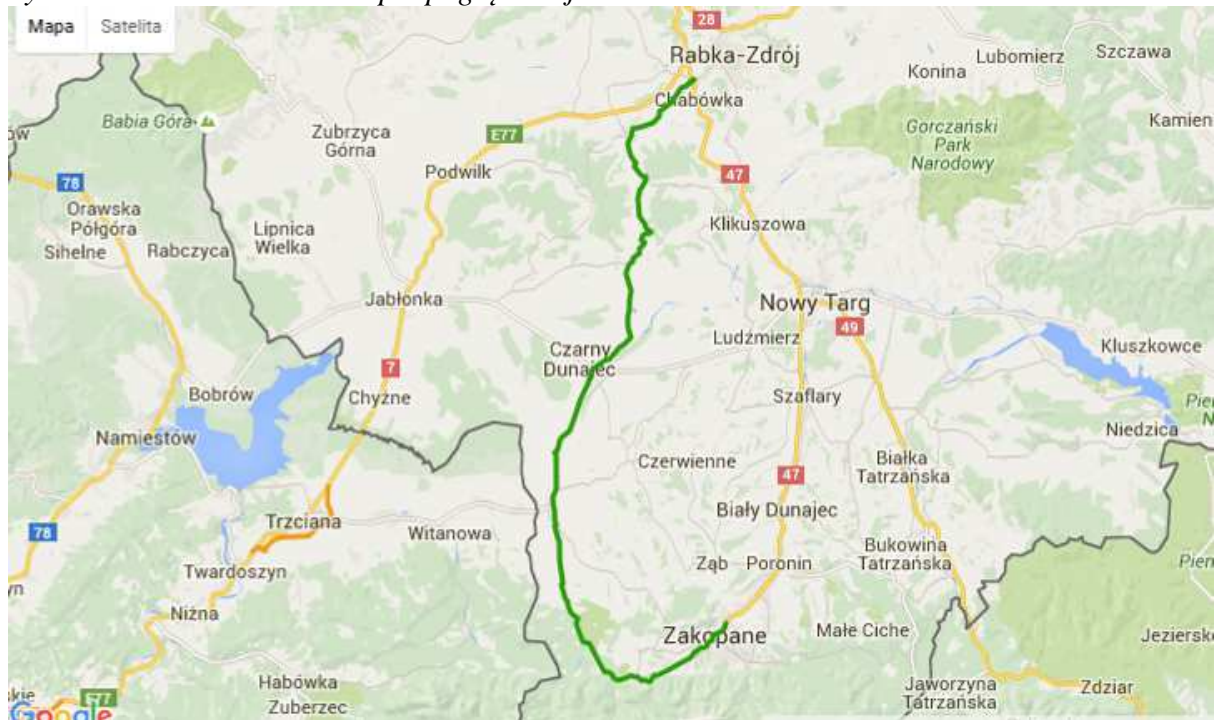 Mapa
Satelita
28
Rabka-Zdrój
Lubomierz
Szczawa
Konina
Chabówka
Babia Góra
Zubrzyca
Górna
E77
Gorczański
Park
Narodowy
Podwilk
47
78
Orawska
Półgóra
Sihelne
Rabczyca
Lipnica
Wielka
Klikuszowa
Jabłonka
Nowy Targ
49
Ludźmierz
Czarny
Dunajec
Kluszkowce
7
Bobrów
Chyżne
Szaflary
Namiestów
Niedzica
Czerwienne
Białka
Tatrzańska
47
Biały Dunajec
Trzciana
Witanowa
78
Bukowina
Tatrzańska
Ząb
Poronin
Twardoszyn
Niżna
Zakopane
Małe Ciche
Habówka
Zuberzec
Jaworzyna
Tatrzańska
Zdziar
E77
Google